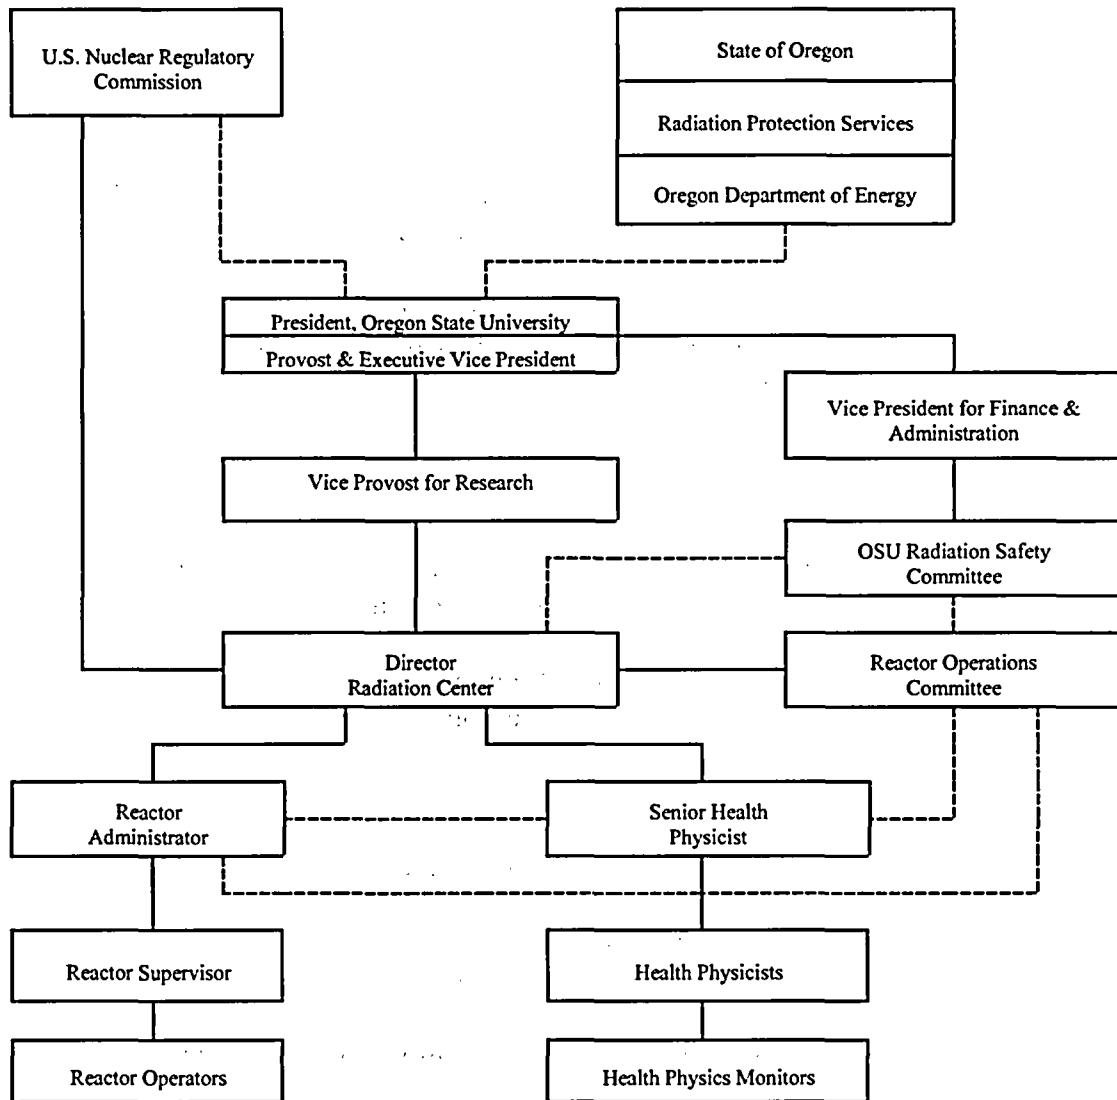 U.S. Nuclear Regulatory
Commission
State of Oregon
Radiation Protection Services
Oregon Department of Energy
President, Oregon State University
Provost & Executive Vice President
Vice President for Finance &
Administration
Vice Provost for Research
OSU Radiation Safety
Committee
Director
Radiation Center
Reactor Operations
Committee
Reactor
Administrator
Senior Health
Physicist
Reactor Supervisor
Health Physicists
Reactor Operators
Health Physics Monitors